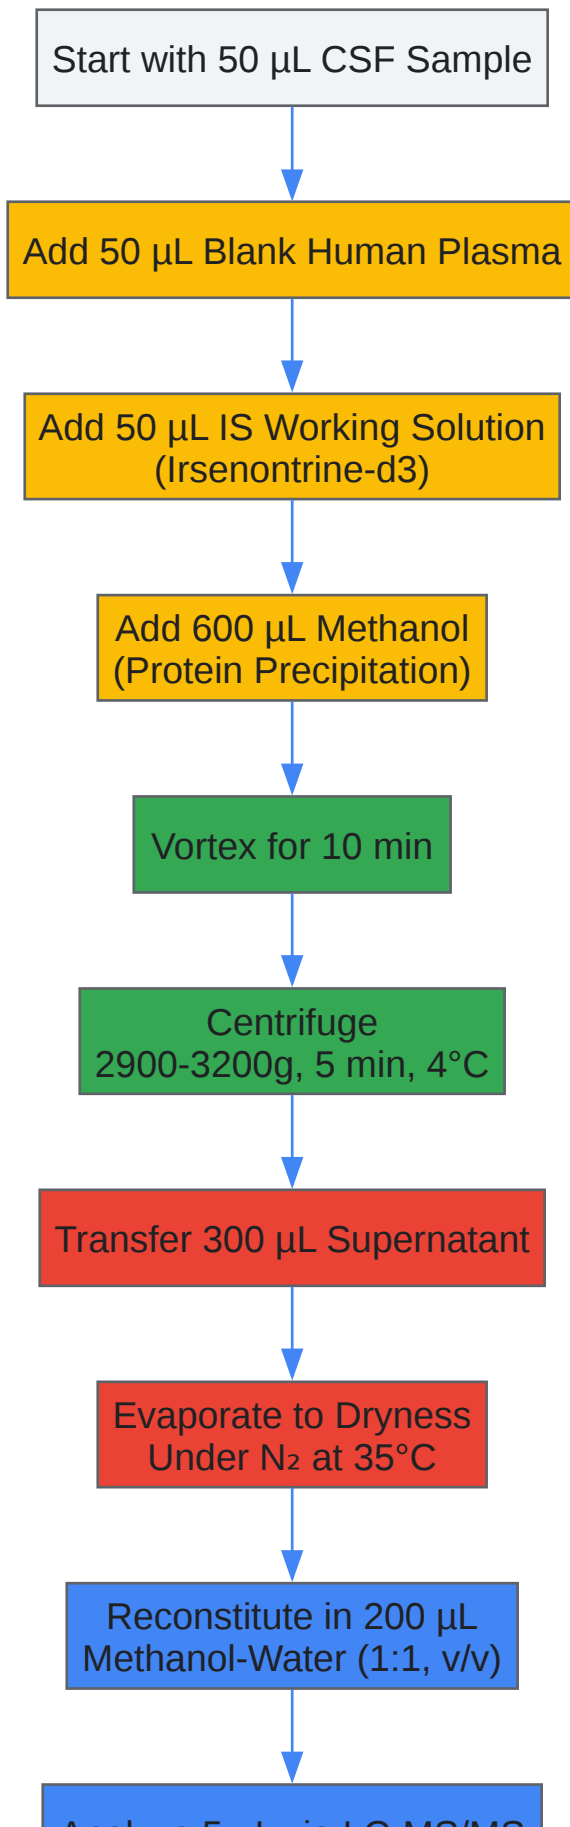 Start with 50 µL CSF Sample
Add 50 µL Blank Human Plasma
Add 50 µL IS Working Solution
(Irsenontrine-d3)
Add 600 µL Methanol
(Protein Precipitation)
Vortex for 10 min
Centrifuge
2900-3200g, 5 min, 4°C
Transfer 300 µL Supernatant
Evaporate to Dryness
Under N₂ at 35°C
Reconstitute in 200 µL
Methanol-Water (1:1, v/v)